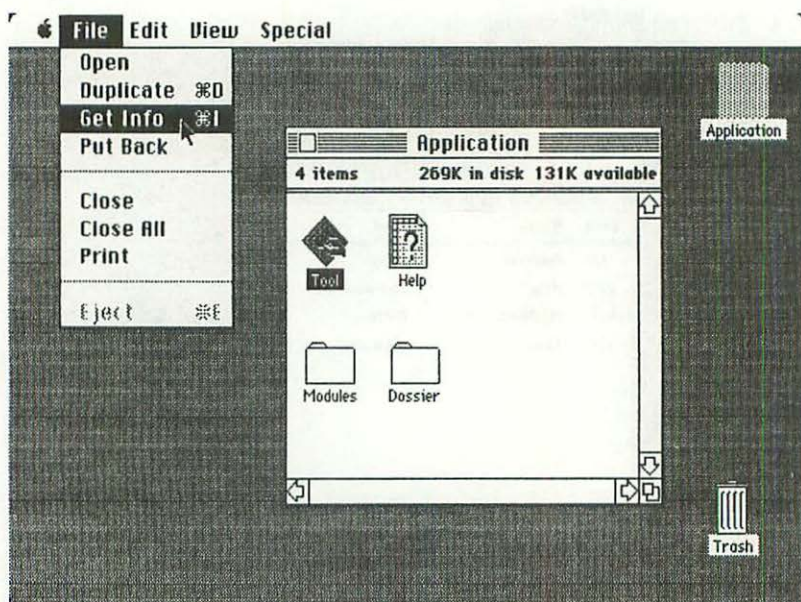 File Edit View Special
Open
Duplicate ⌘D
Get Info ⌘I
Put Back
Close
Close All
Print
Eject ⌘E
Application
Application
4 items 269K in disk 131K available
Tool
Help
Modules
Dossier
Trash